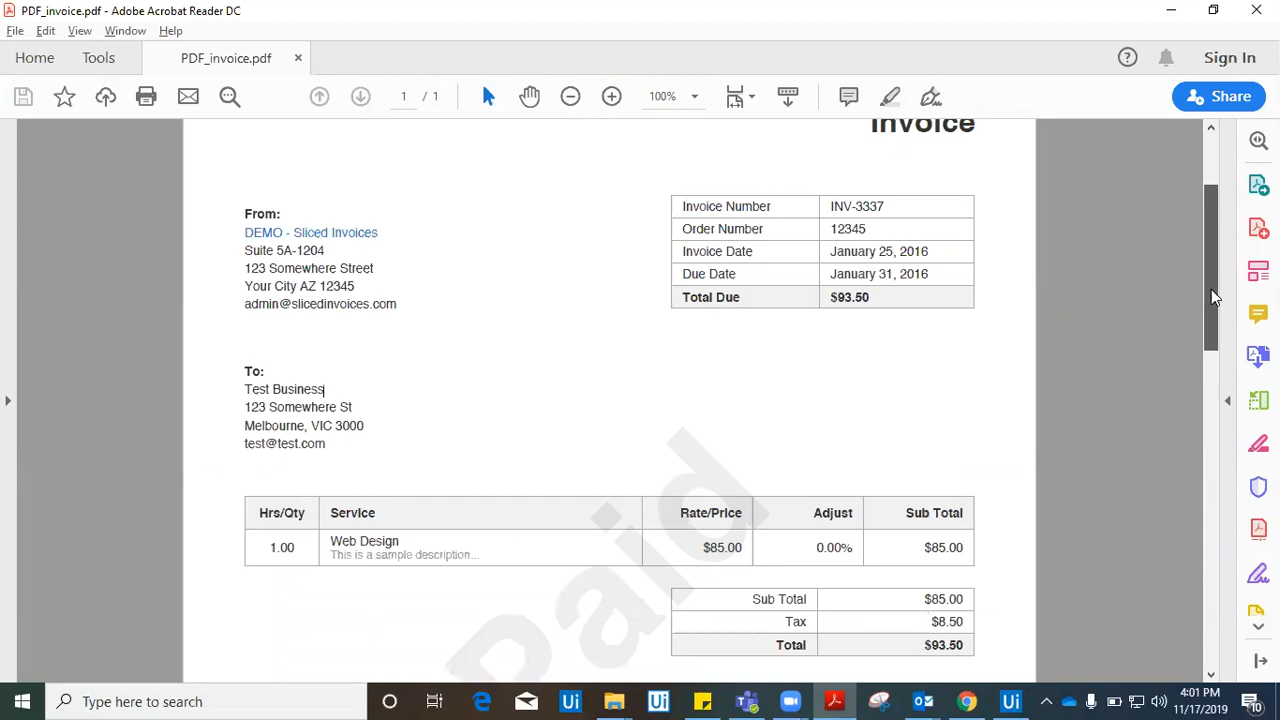 PDF_invoice.pdf - Adobe Acrobat Reader DC
File Edit View Window Help
Home Tools PDF_invoice.pdf × Sign In
1 / 1 100% Share
Invoice
From:
DEMO - Sliced Invoices
Suite 5A-1204
123 Somewhere Street
Your City AZ 12345
admin@slicedinvoices.com
Invoice Number INV-3337
Order Number 12345
Invoice Date January 25, 2016
Due Date January 31, 2016
Total Due $93.50
To:
Test Business
123 Somewhere St
Melbourne, VIC 3000
test@test.com
Paid
Hrs/Qty Service Rate/Price Adjust Sub Total
1.00 Web Design $85.00 0.00% $85.00
This is a sample description...
Sub Total $85.00
Tax $8.50
Total $93.50
Type here to search
Ui Ui Ui
4:01 PM
11/17/2019
10